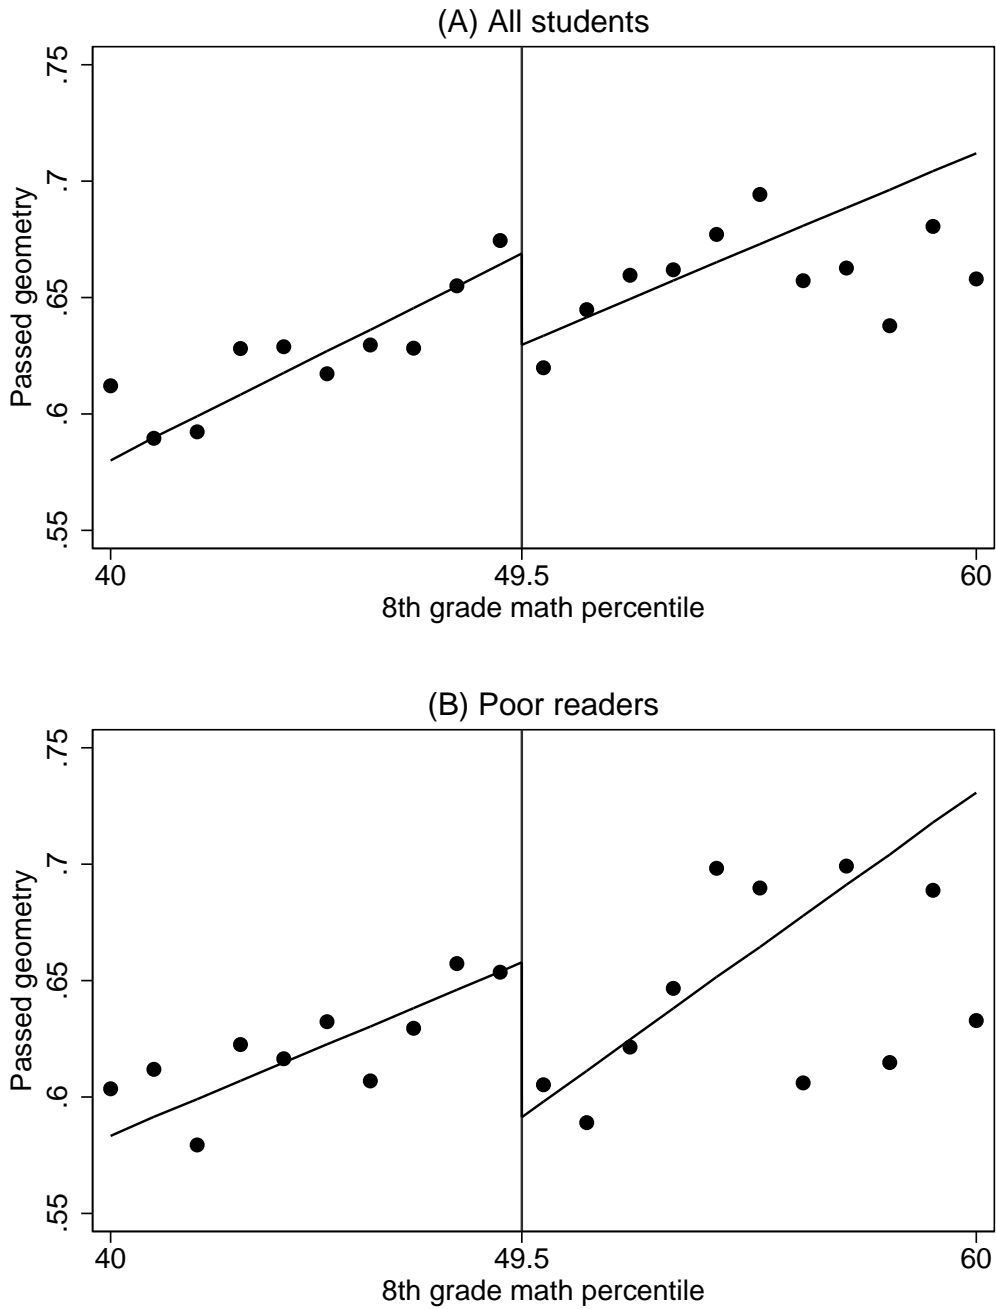 (A) All students
.75
.7
.65
.6
.55
Passed geometry
40 49.5 60
8th grade math percentile
(B) Poor readers
.75
.7
.65
.6
.55
Passed geometry
40 49.5 60
8th grade math percentile